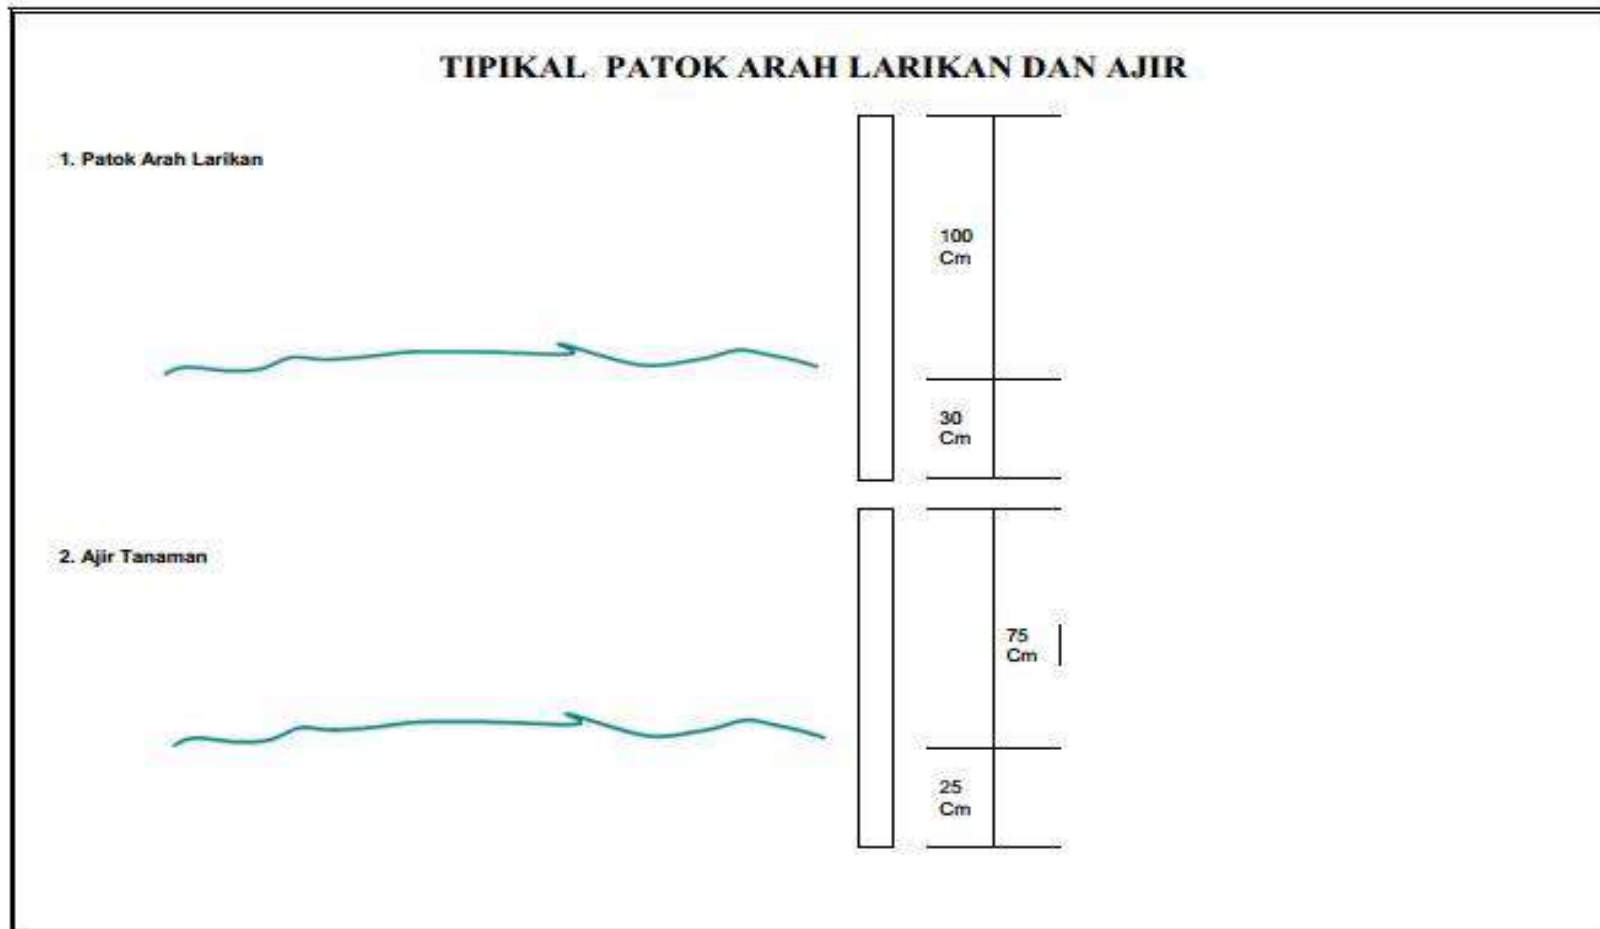 TIPIKAL PATOK ARAH LARIKAN DAN AJIR
1. Patok Arah Larikan
100
Cm
30
Cm
2. Ajir Tanaman
75
Cm
25
Cm